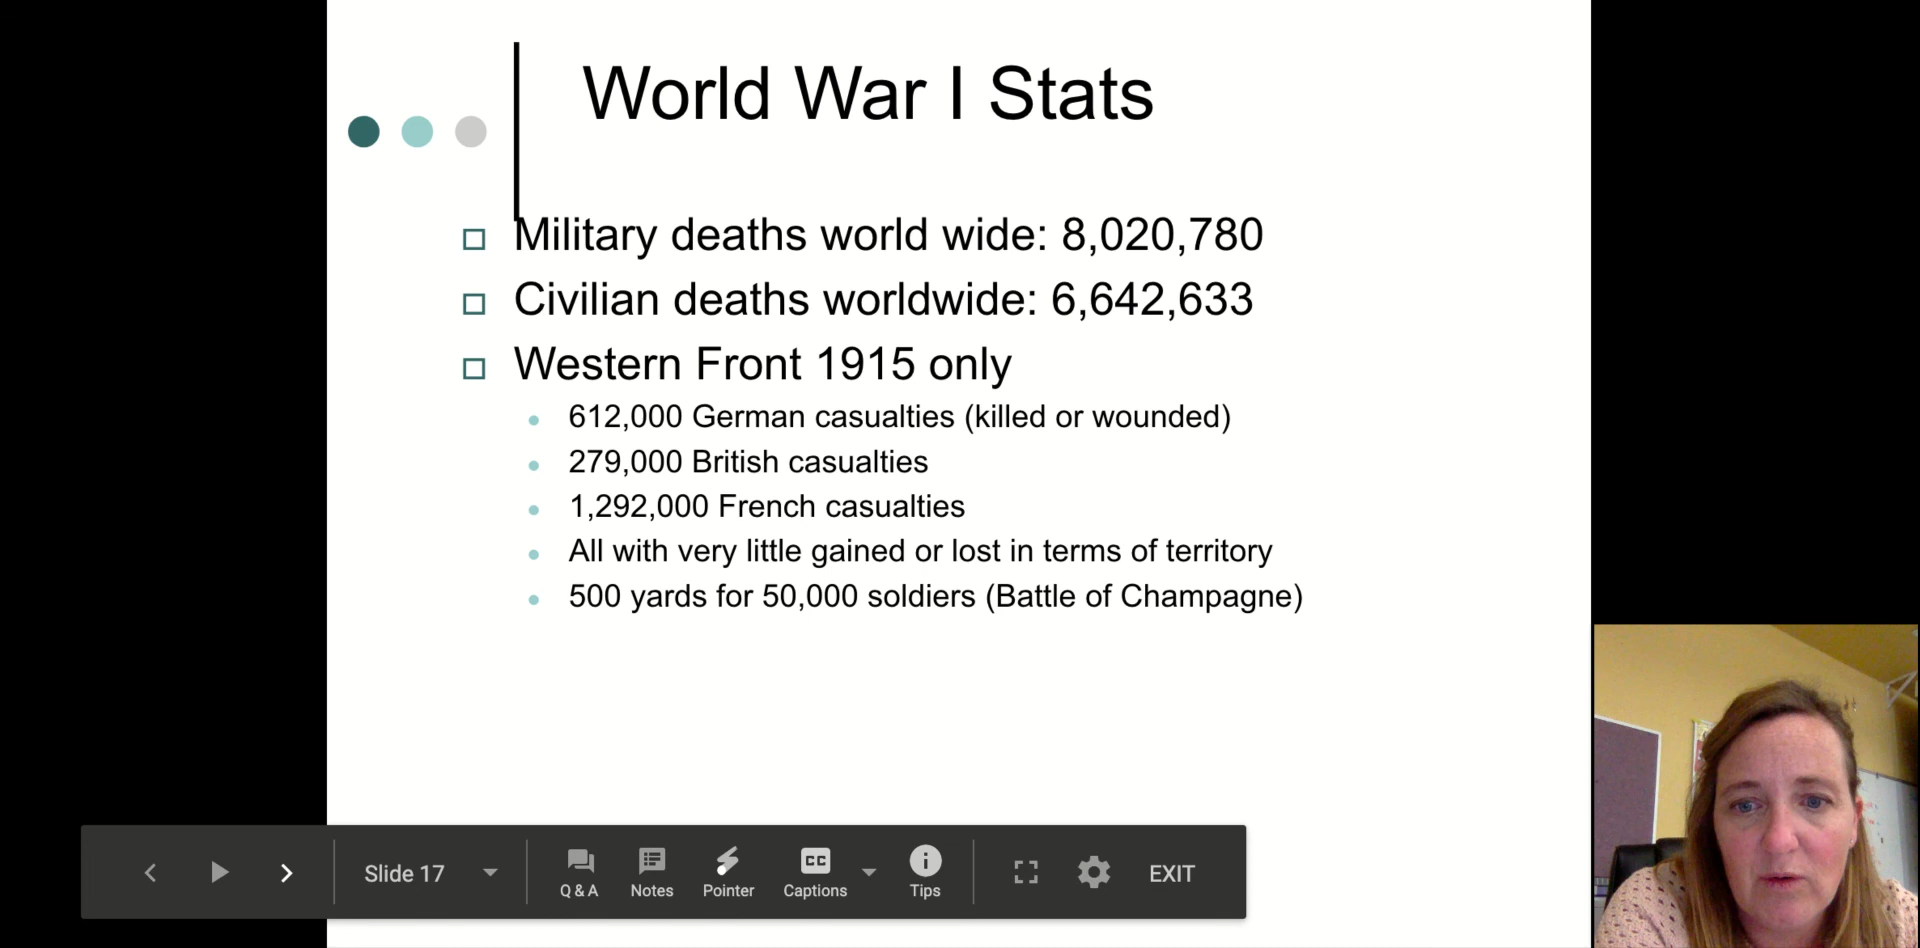 World War I Stats
Military deaths world wide: 8,020,780
Civilian deaths worldwide: 6,642,633
Western Front 1915 only
612,000 German casualties (killed or wounded)
279,000 British casualties
1,292,000 French casualties
All with very little gained or lost in terms of territory
500 yards for 50,000 soldiers (Battle of Champagne)
Slide 17
CC
Q & A Notes Pointer Captions Tips
EXIT